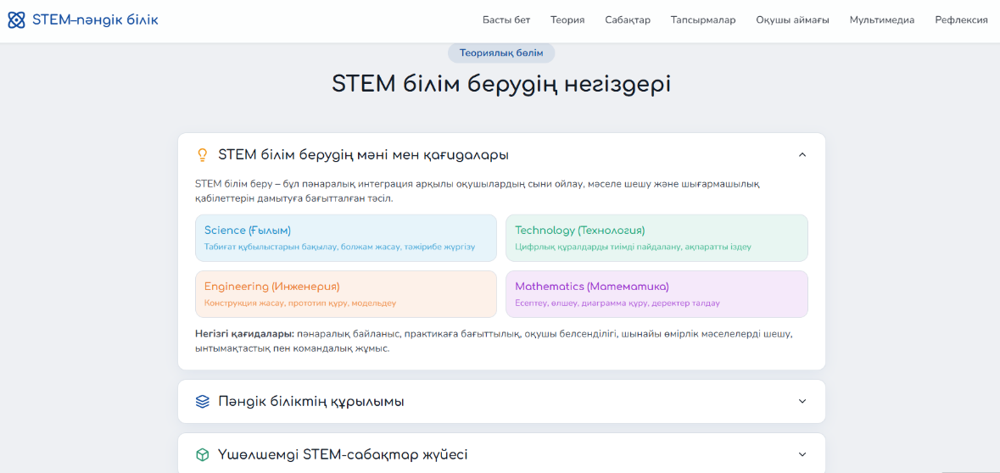 STEM–пәндік білік
Басты бет Теория Сабақтар Тапсырмалар Оқушы аймағы Мультимедиа Рефлексия
Теориялық бөлім
STEM білім берудің негіздері
STEM білім берудің мәні мен қағидалары
STEM білім беру – бұл пәнаралық интеграция арқылы оқушылардың сыни ойлау, мәселе шешу және шығармашылық
қабілеттерін дамытуға бағытталған тәсіл.
Science (Ғылым)
Табиғат құбылыстарын бақылау, болжам жасау, тәжірибе жүргізу
Technology (Технология)
Цифрлық құралдарды тиімді пайдалану, ақпаратты іздеу
Engineering (Инженерия)
Конструкция жасау, прототип құру, модельдеу
Mathematics (Математика)
Есептеу, өлшеу, диаграмма құру, деректер талдау
Негізгі қағидалары: пәнаралық байланыс, практикаға бағыттылық, оқушы белсенділігі, шынайы өмірлік мәселелерді шешу,
ынтымақтастық пен командалық жұмыс.
Пәндік біліктің құрылымы
Үшөлшемді STEM-сабақтар жүйесі